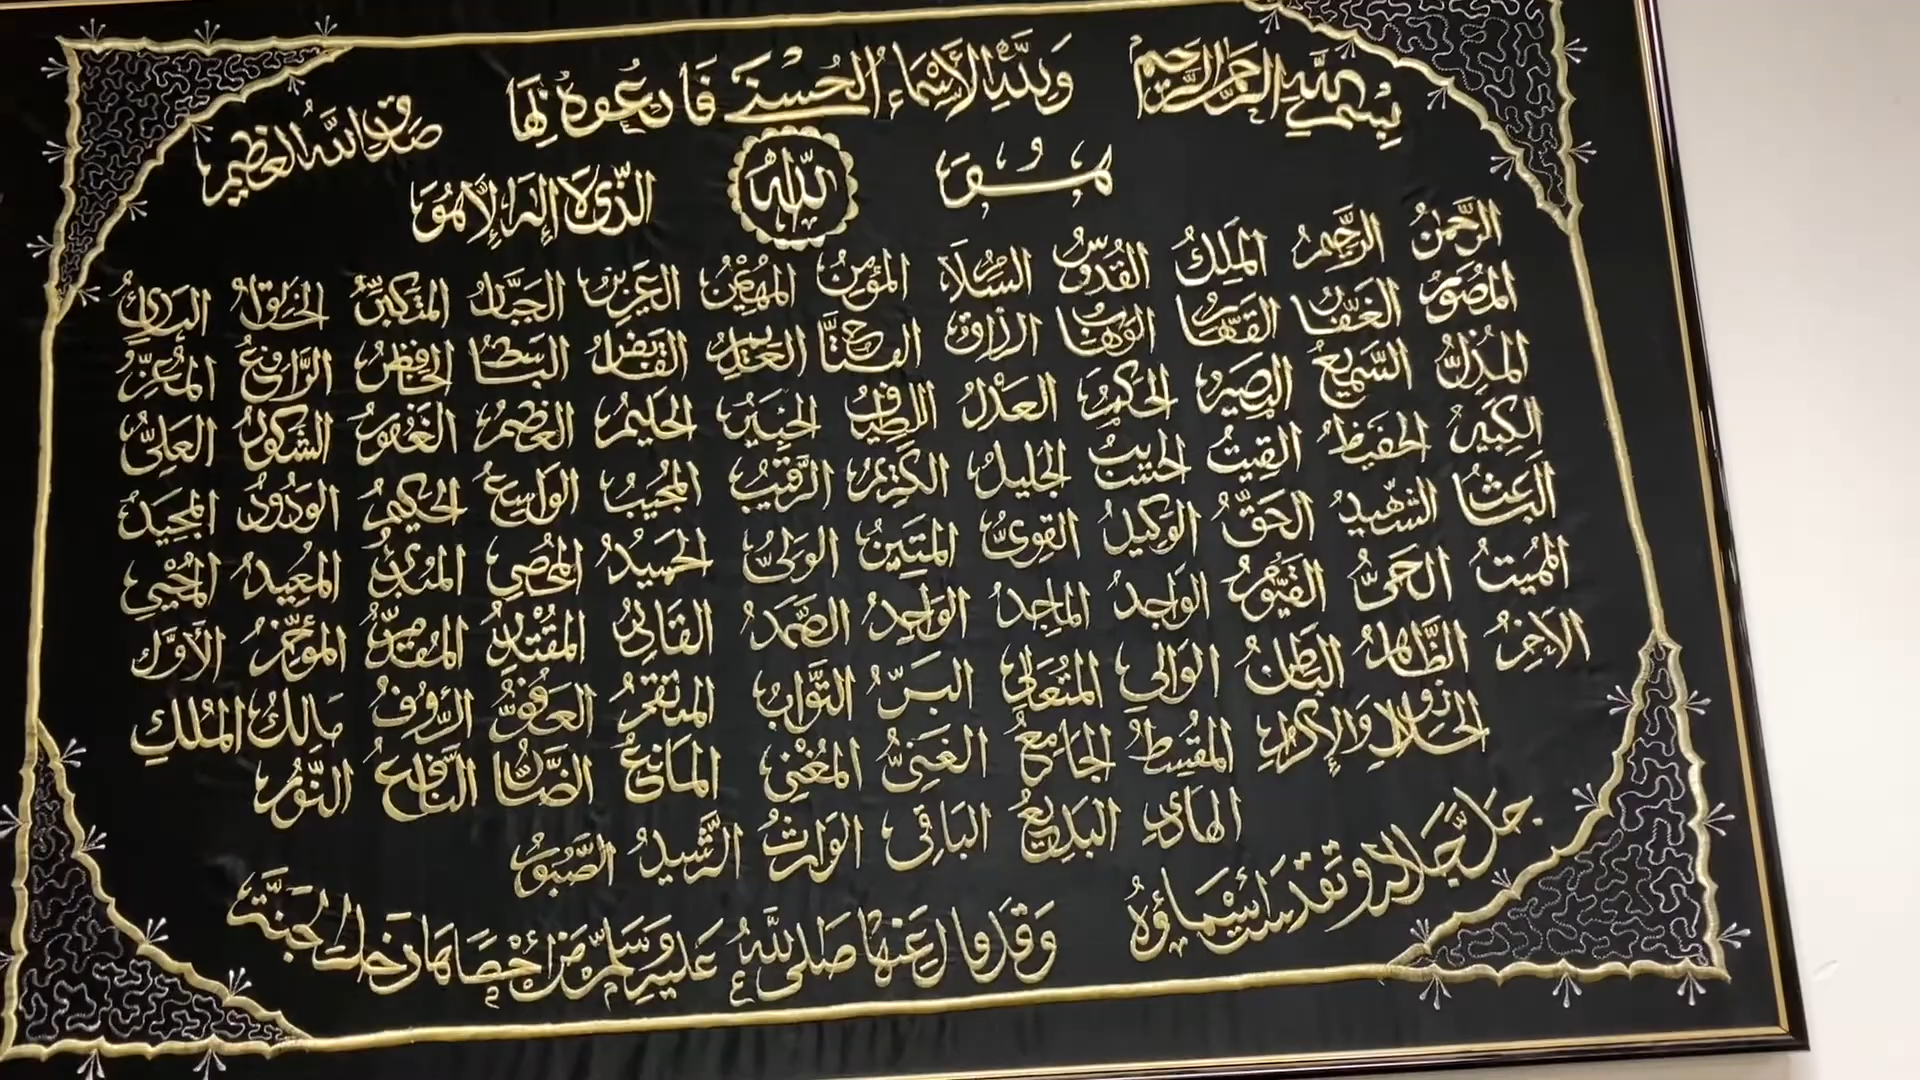 بسم الله الرحمن الرحيم ولله الأسماء الحسنى فادعوه بها صدق الله العظيم
هو الله الذي لا إله إلا هو
الرحمن الرحيم الملك القدوس السلام المؤمن المهيمن العزيز الجبار المتكبر الخالق البارئ
المصور الغفار القهار الوهاب الرزاق الفتاح العليم القابض الباسط الخافض الرافع المعز
المذل السميع البصير الحكم العدل اللطيف الخبير الحليم العظيم الغفور الشكور العلي
الكبير الحفيظ المقيت الحسيب الجليل الكريم الرقيب المجيب الواسع الحكيم الودود المجيد
الباعث الشهيد الحق الوكيل القوي المتين الولي الحميد المحصي المبدئ المعيد المحيي
المميت الحي القيوم الواجد الماجد الواحد الصمد القادر المقتدر المقدم المؤخر الأول
الآخر الظاهر الباطن الوالي المتعالي البر التواب المنتقم العفو الرؤوف مالك الملك
ذو الجلال والإكرام المقسط الجامع الغني المغني المانع الضار النافع النور
الهادي البديع الباقي الوارث الرشيد الصبور
جل جلاله وتقدست أسماؤه وقد قال عنها صلى الله عليه وسلم من أحصاها دخل الجنة